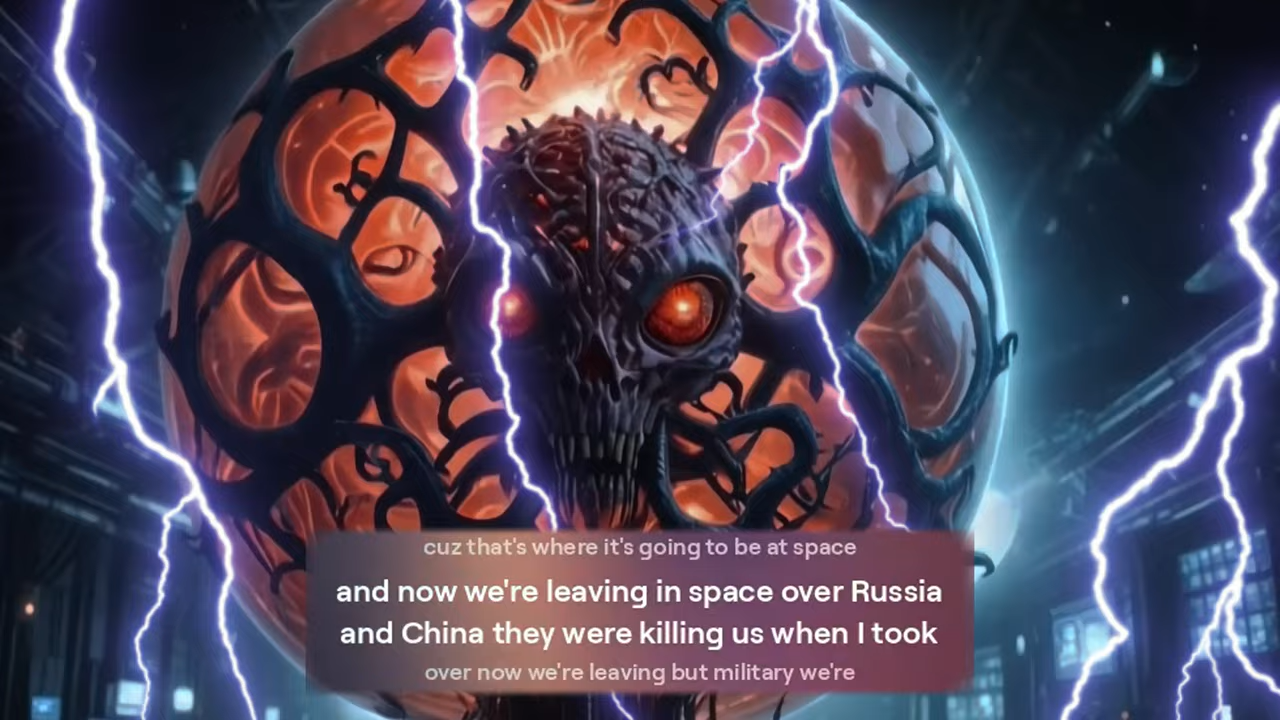 cuz that's where it's going to be at space
and now we're leaving in space over Russia
and China they were killing us when I took
over now we're leaving but military we're